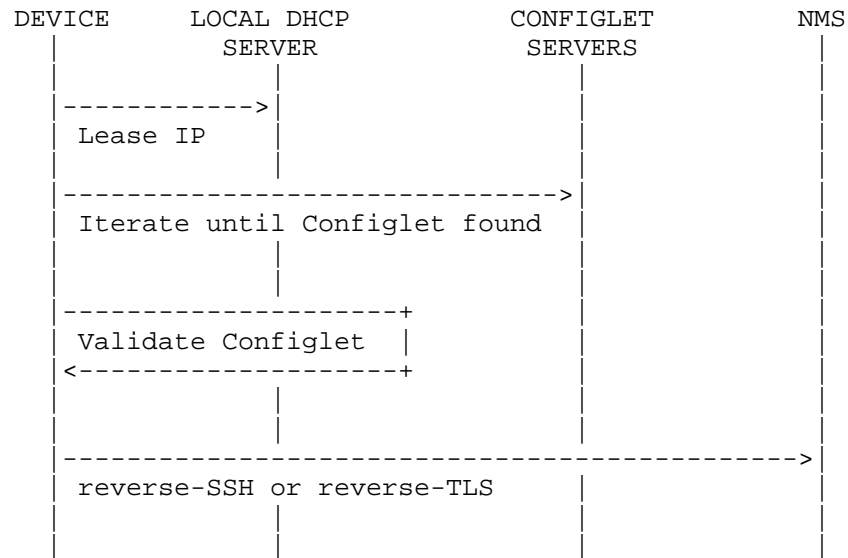 DEVICE LOCAL DHCP CONFIGLET NMS
SERVER SERVERS
Lease IP
Iterate until Configlet found
Validate Configlet
reverse-SSH or reverse-TLS